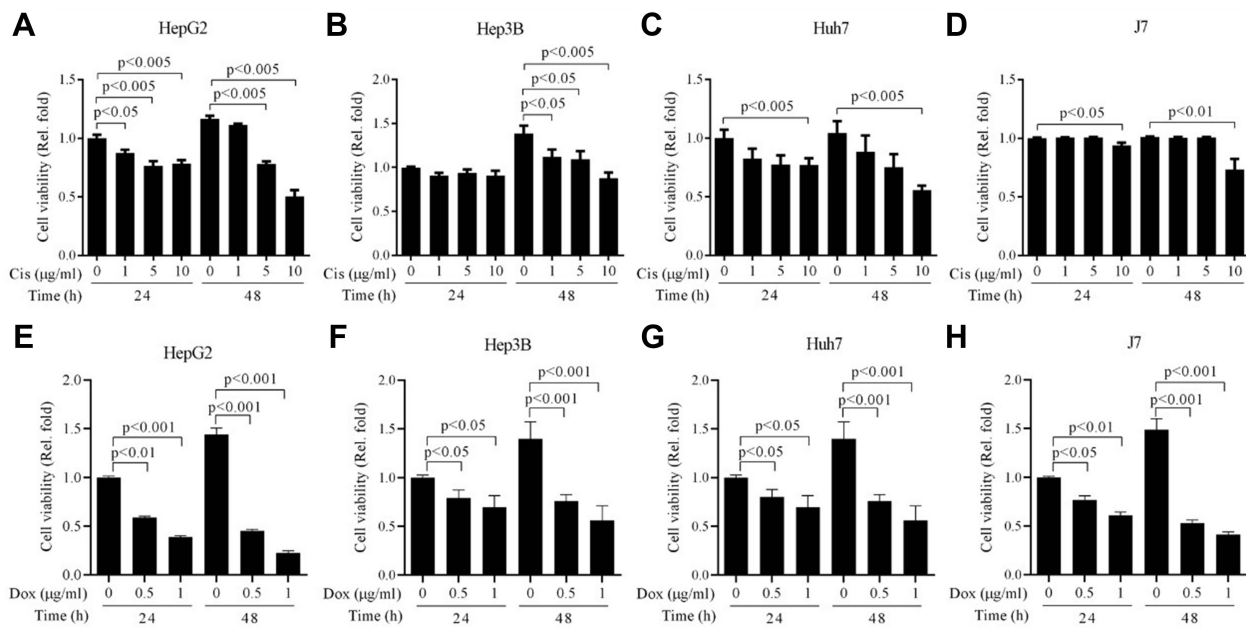 A
HepG2
Cell viability (Rel. fold)
1.5
1.0
0.5
0.0
p<0.005
p<0.005
p<0.05
p<0.005
p<0.005
Cis (μg/ml) 0 1 5 10 0 1 5 10
Time (h) 24 48
B
Hep3B
Cell viability (Rel. fold)
2.0
1.5
1.0
0.5
0.0
p<0.005
p<0.05
p<0.05
Cis (μg/ml) 0 1 5 10 0 1 5 10
Time (h) 24 48
C
Huh7
Cell viability (Rel. fold)
1.5
1.0
0.5
0.0
p<0.005
p<0.005
Cis (μg/ml) 0 1 5 10 0 1 5 10
Time (h) 24 48
D
J7
Cell viability (Rel. fold)
1.5
1.0
0.5
0.0
p<0.05
p<0.01
Cis (μg/ml) 0 1 5 10 0 1 5 10
Time (h) 24 48
E
HepG2
Cell viability (Rel. fold)
2.0
1.5
1.0
0.5
0.0
p<0.001
p<0.01
p<0.001
p<0.001
Dox (μg/ml) 0 0.5 1 0 0.5 1
Time (h) 24 48
F
Hep3B
Cell viability (Rel. fold)
2.0
1.5
1.0
0.5
0.0
p<0.05
p<0.05
p<0.001
p<0.001
Dox (μg/ml) 0 0.5 1 0 0.5 1
Time (h) 24 48
G
Huh7
Cell viability (Rel. fold)
2.0
1.5
1.0
0.5
0.0
p<0.05
p<0.05
p<0.001
p<0.001
Dox (μg/ml) 0 0.5 1 0 0.5 1
Time (h) 24 48
H
J7
Cell viability (Rel. fold)
2.0
1.5
1.0
0.5
0.0
p<0.01
p<0.05
p<0.001
p<0.001
Dox (μg/ml) 0 0.5 1 0 0.5 1
Time (h) 24 48